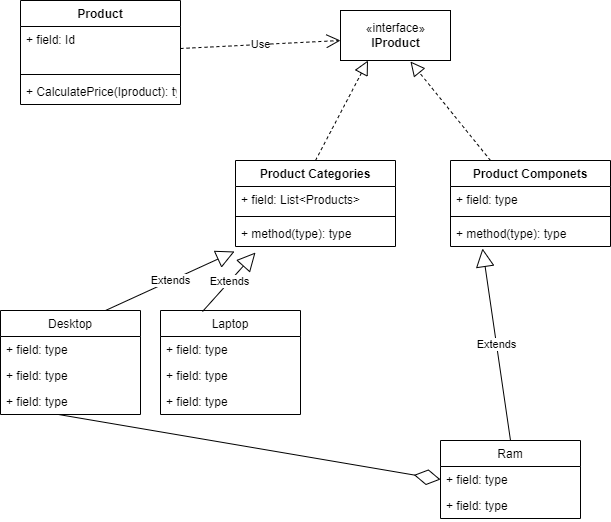 Product
+ field: Id
+ CalculatePrice(Iproduct): ty
Use
«interface»
IProduct
Product Categories
+ field: List<Products>
+ method(type): type
Product Componets
+ field: type
+ method(type): type
Extends
Extends
Desktop
+ field: type
+ field: type
+ field: type
Laptop
+ field: type
+ field: type
+ field: type
Extends
Ram
+ field: type
+ field: type